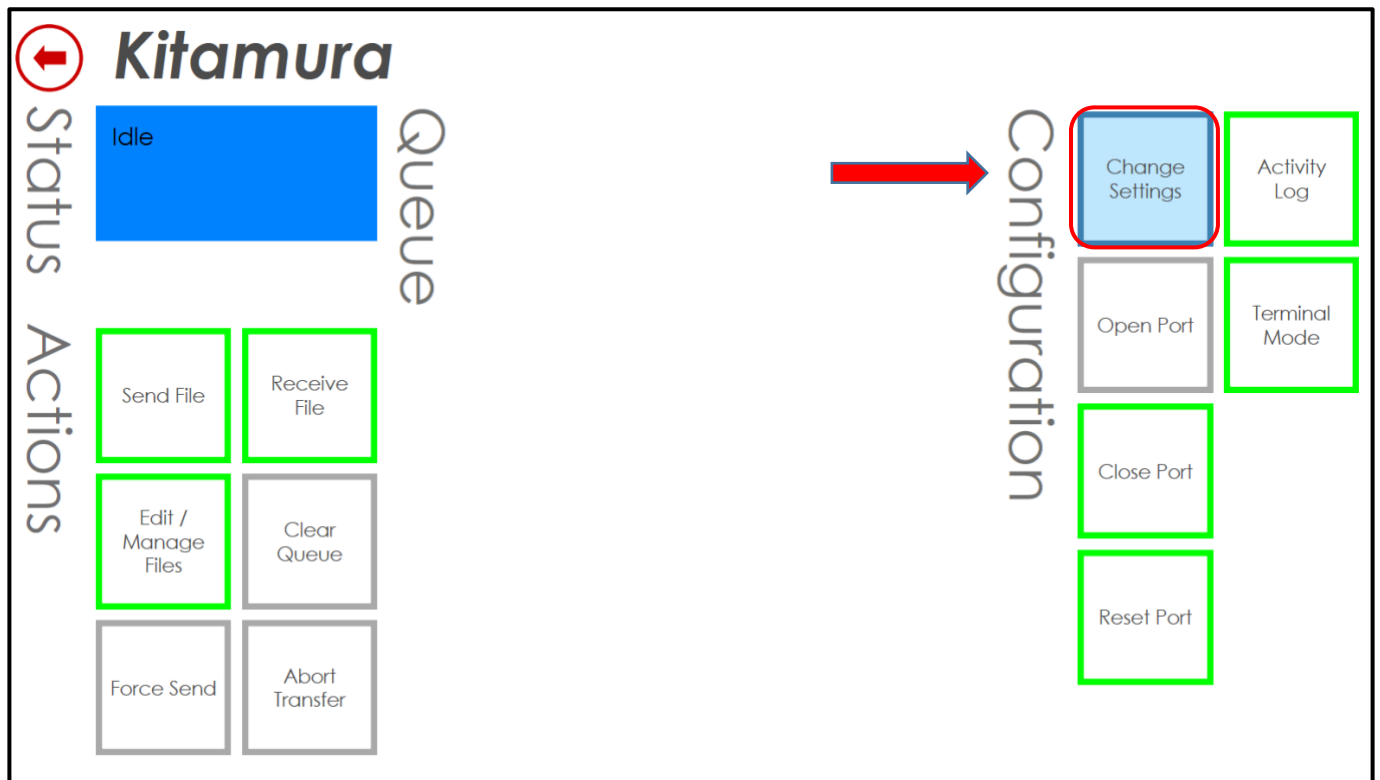 Kitamura
Status
Idle
Queue
Actions
Send File
Receive
File
Edit /
Manage
Files
Clear
Queue
Force Send
Abort
Transfer
Configuration
Change
Settings
Activity
Log
Open Port
Terminal
Mode
Close Port
Reset Port